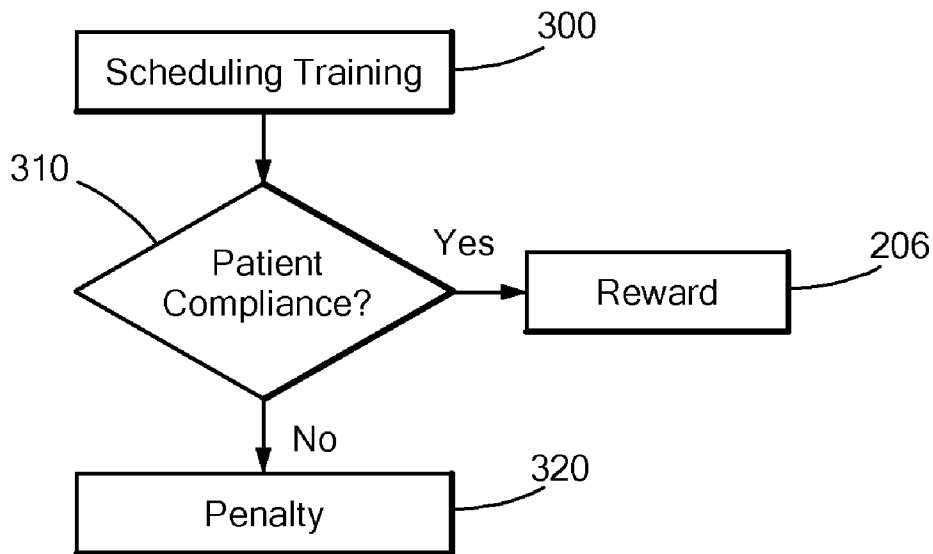 300
Scheduling Training
310
Patient
Compliance?
Yes
206
Reward
No
320
Penalty